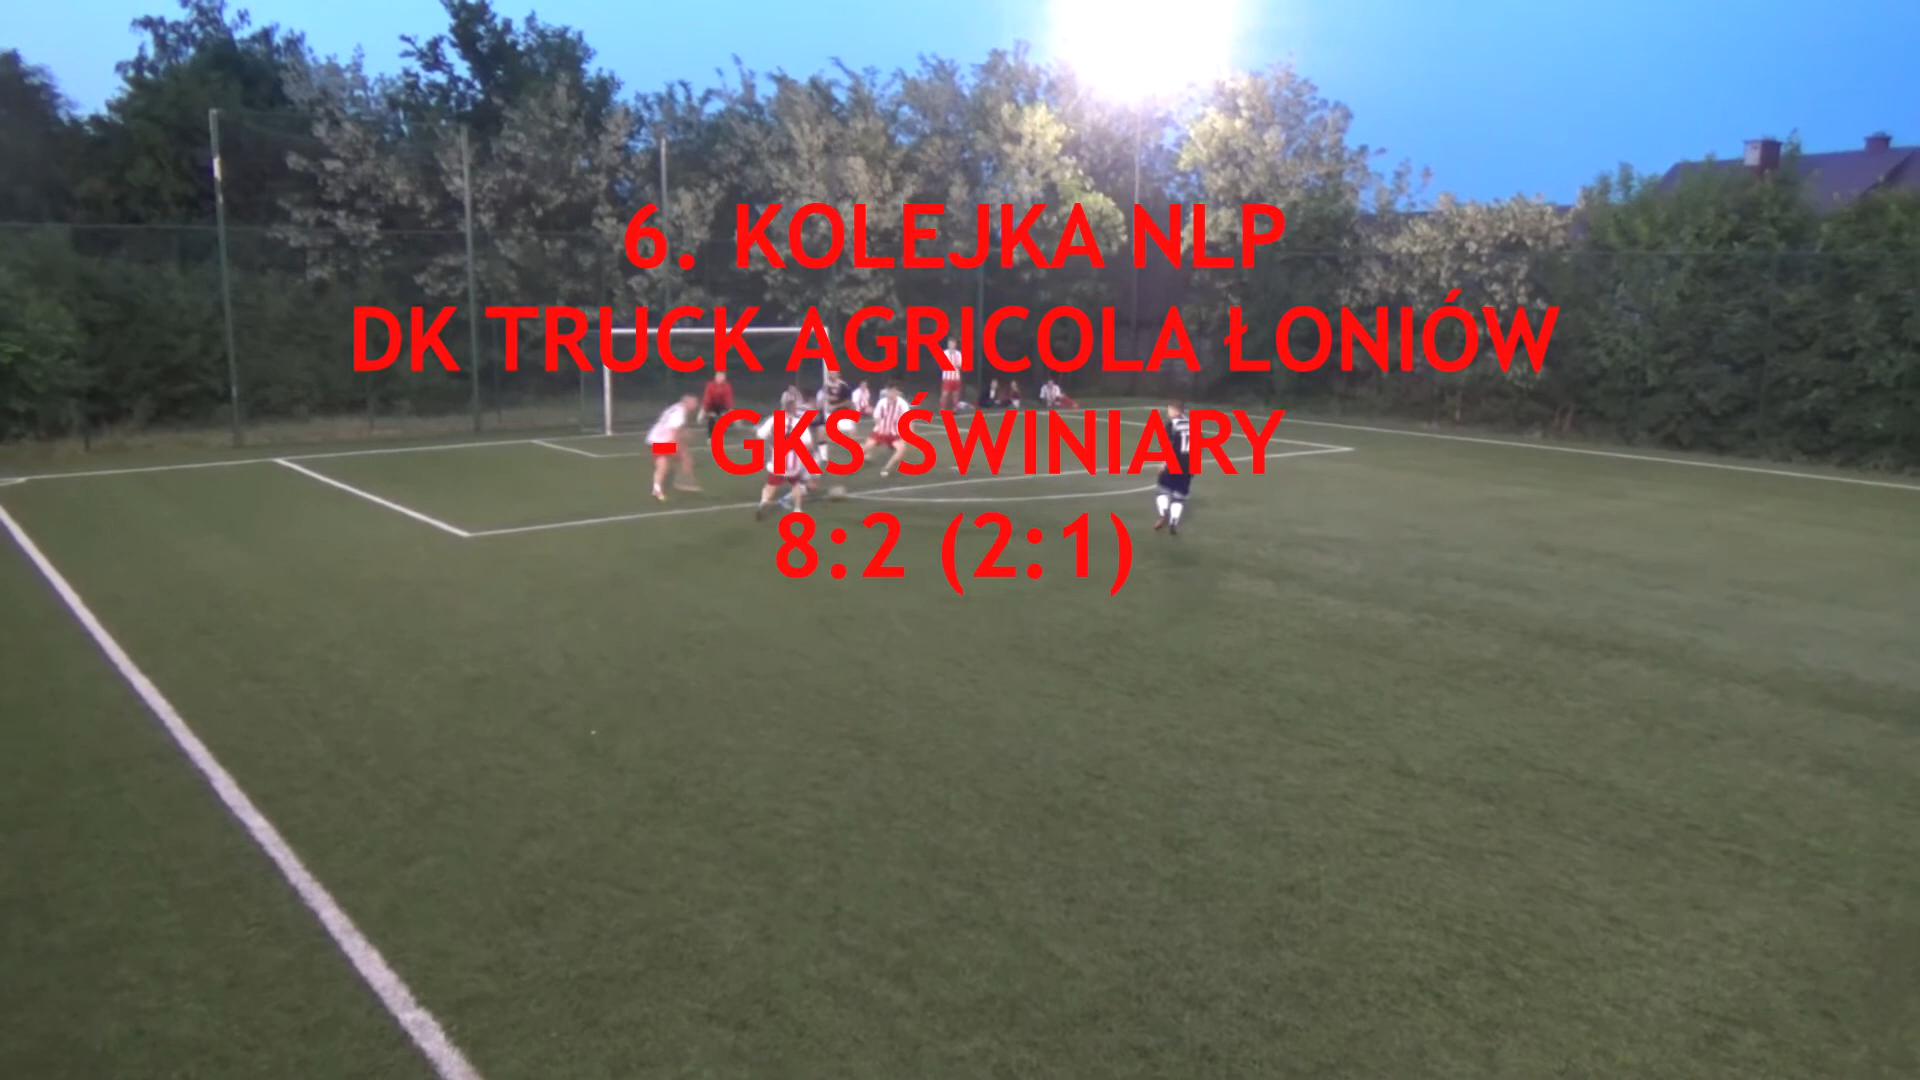 6. KOLEJKA NLP
DK TRUCK AGRICOLA ŁONIÓW
- GKS ŚWINIARY
8:2 (2:1)